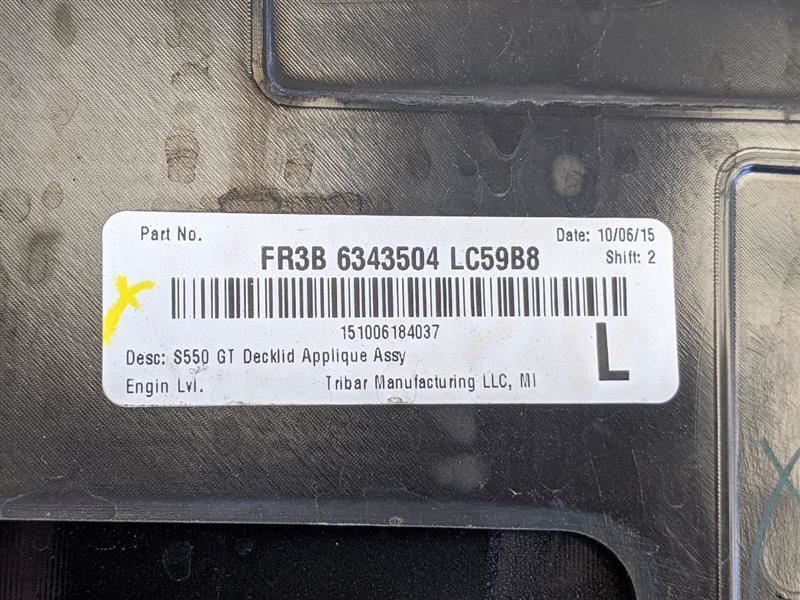 Part No.
Date: 10/06/15
FR3B 6343504 LC59B8
Shift: 2
151006184037
Desc: S550 GT Decklid Applique Assy
L
Engin Lvl.
Tribar Manufacturing LLC, MI